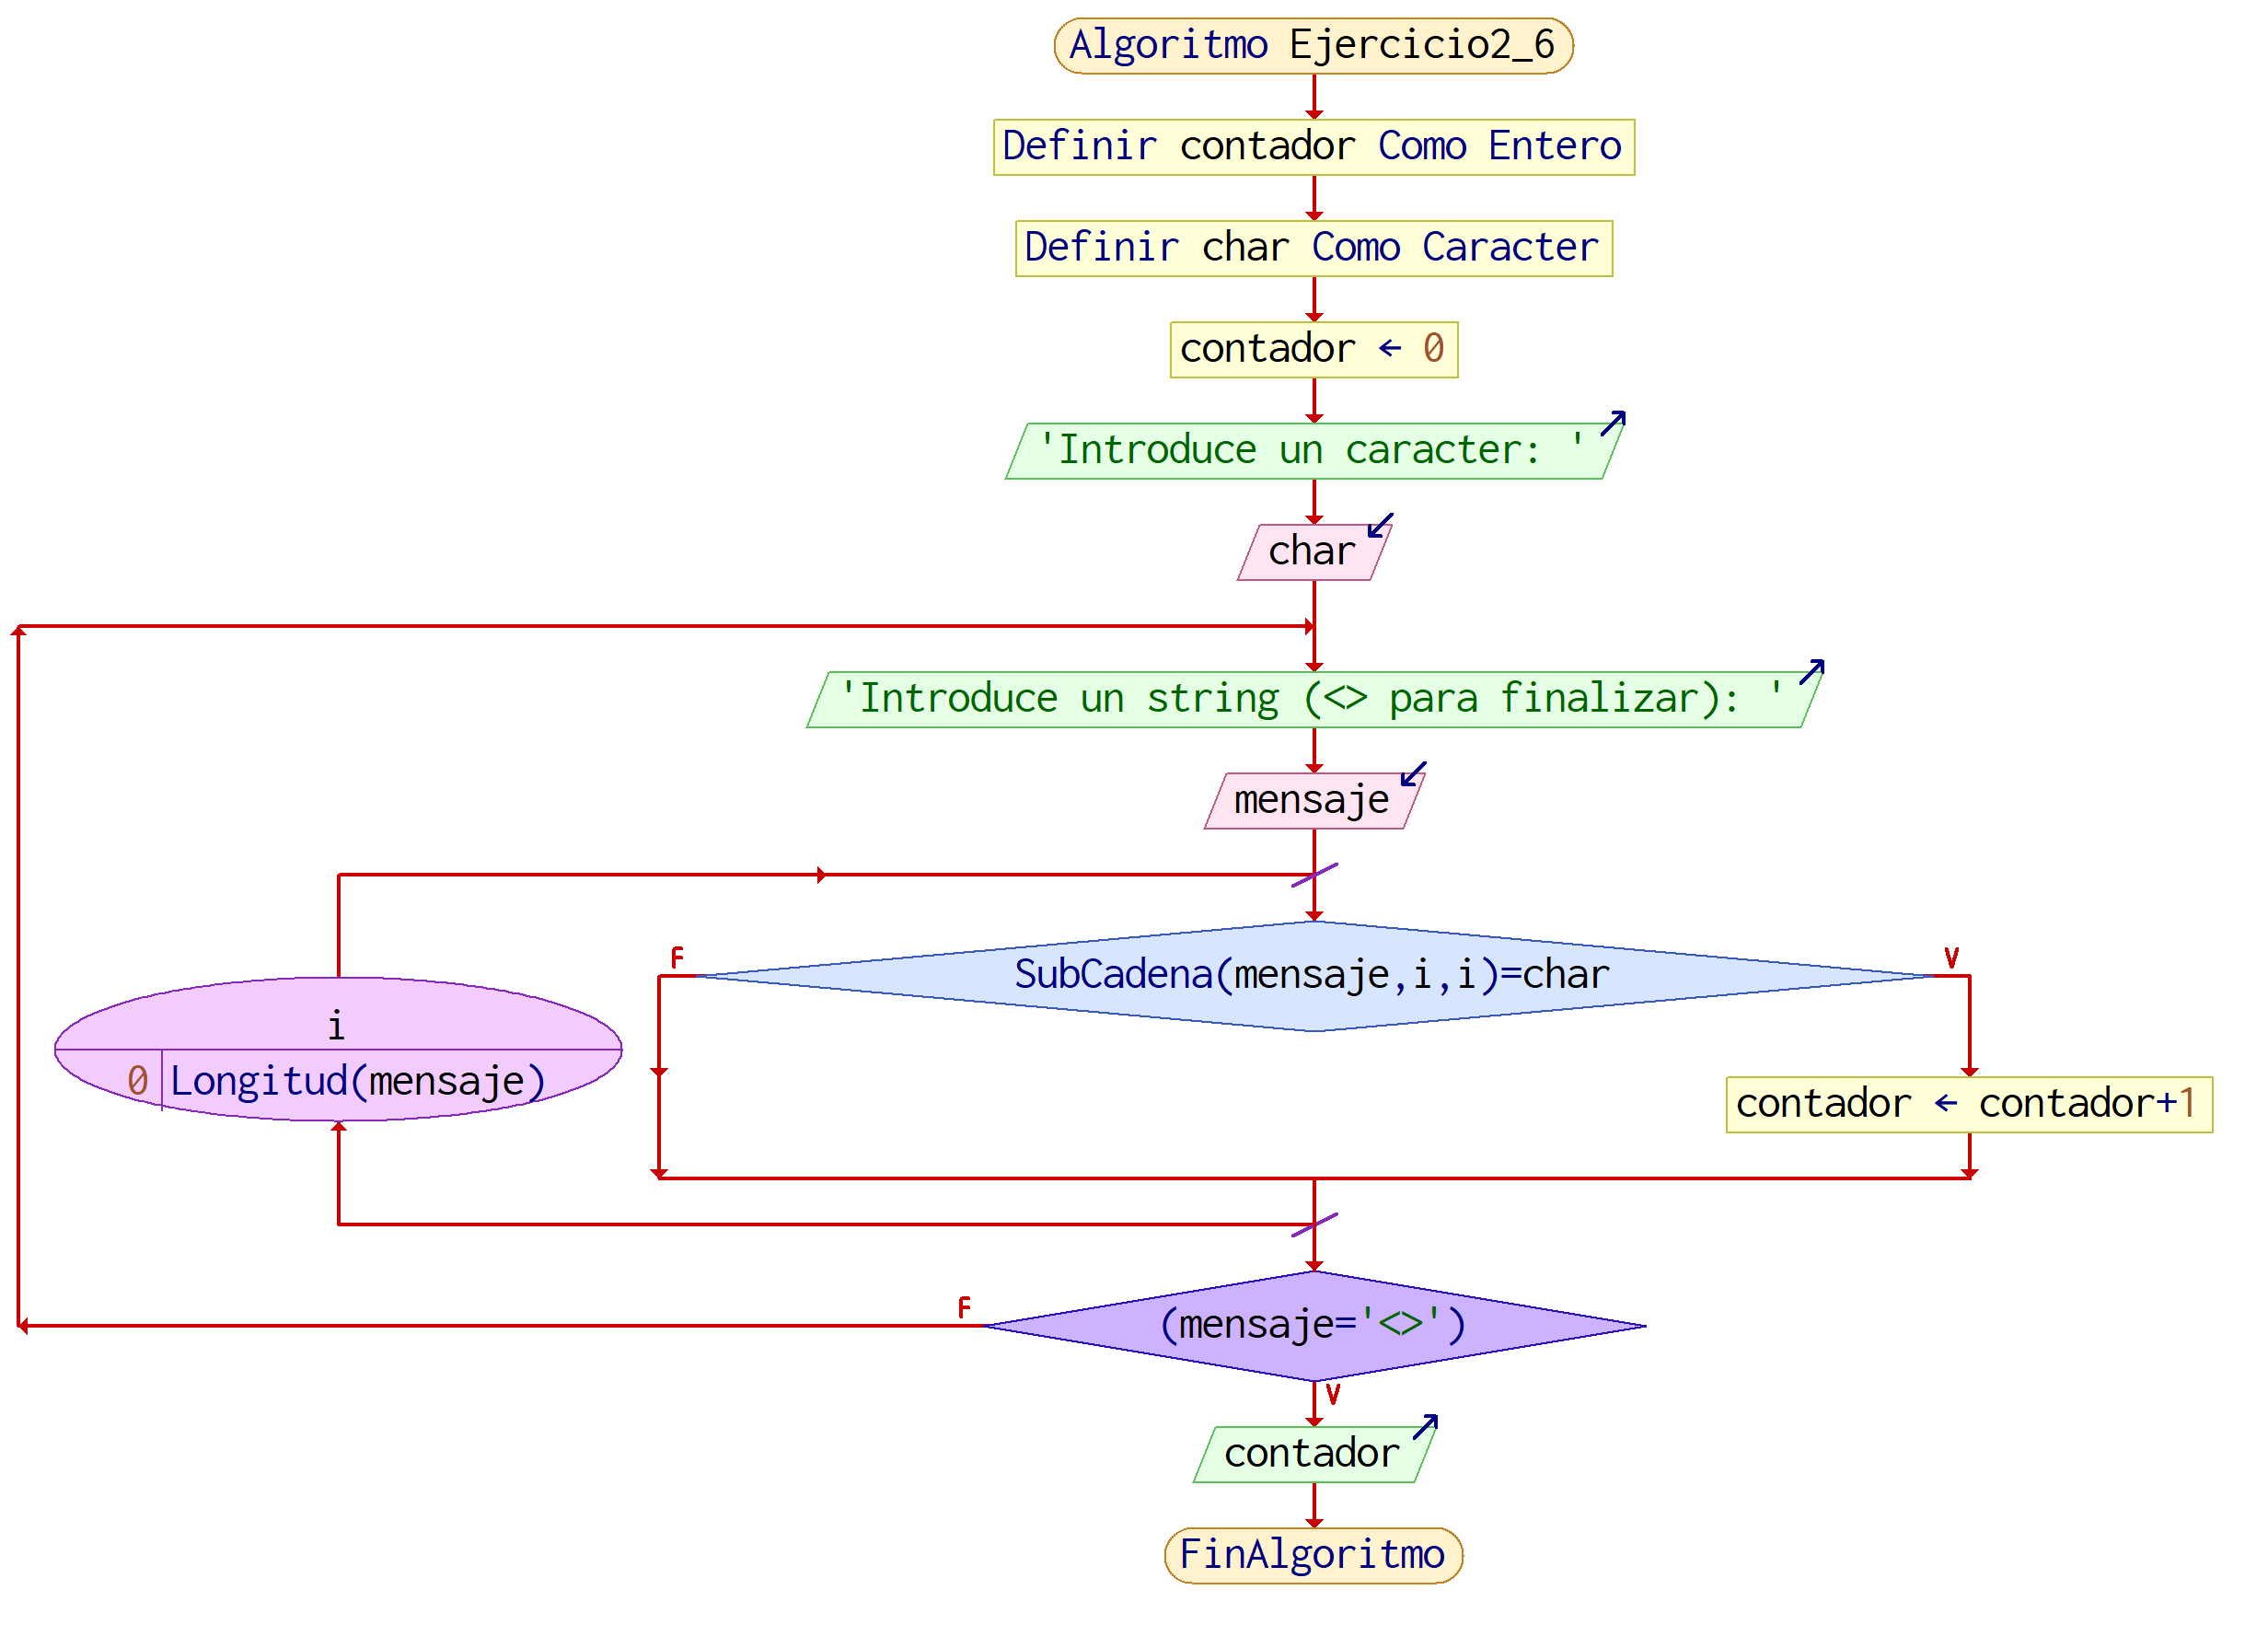 Algoritmo Ejercicio2_6
Definir contador Como Entero
Definir char Como Caracter
contador ← 0
'Introduce un caracter: '
char
'Introduce un string (<> para finalizar): '
mensaje
F
V
SubCadena(mensaje,i,i)=char
i
0 Longitud(mensaje)
contador ← contador+1
F
(mensaje='<>')
V
contador
FinAlgoritmo